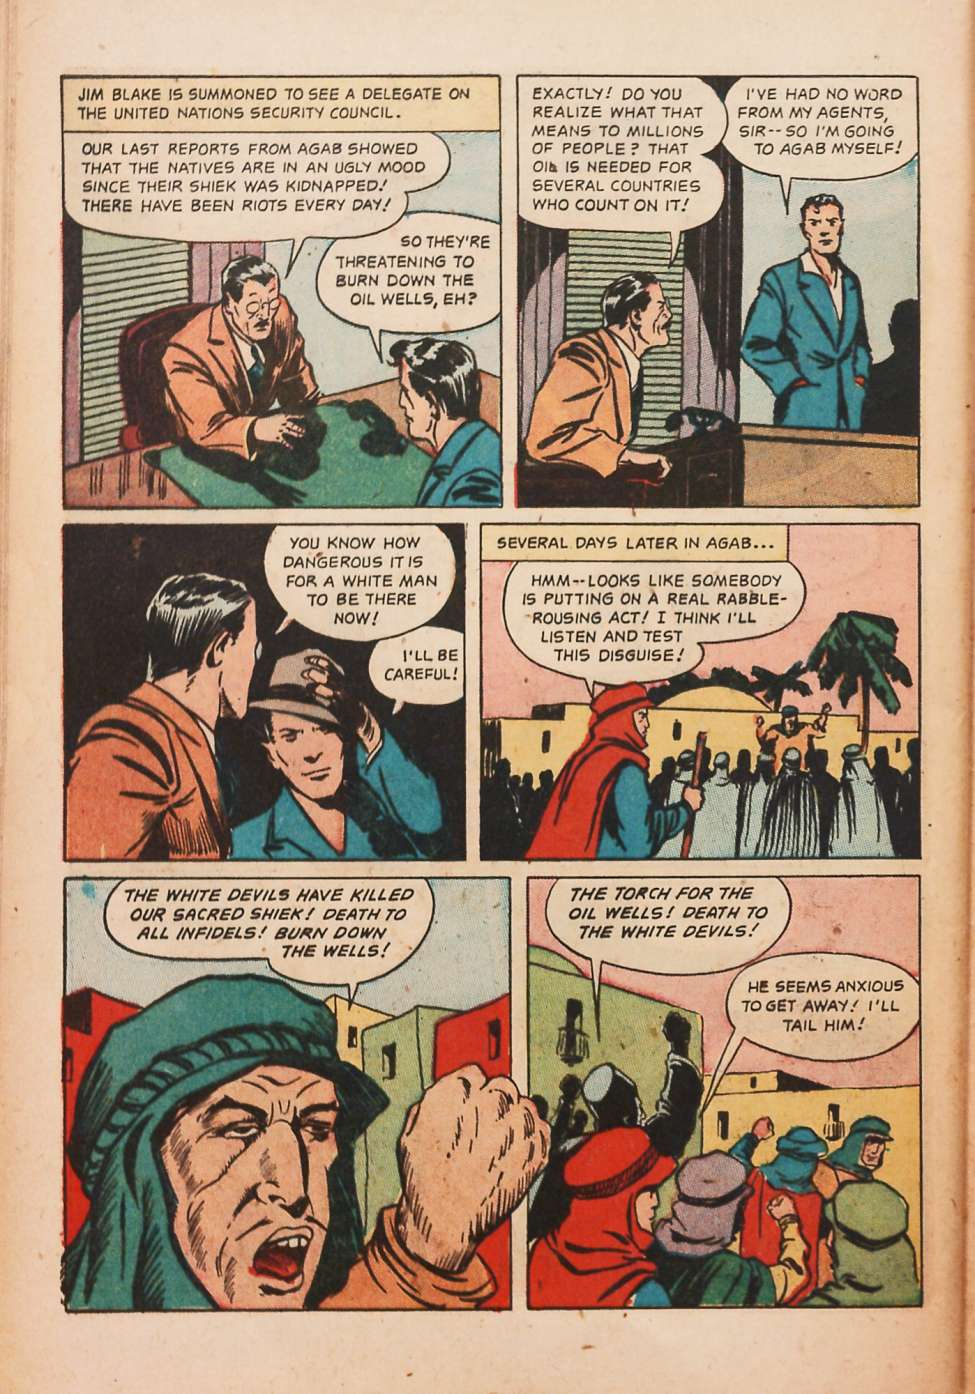 JIM BLAKE IS SUMMONED TO SEE A DELEGATE ON
THE UNITED NATIONS SECURITY COUNCIL.
OUR LAST REPORTS FROM AGAB SHOWED
THAT THE NATIVES ARE IN AN UGLY MOOD
SINCE THEIR SHIEK WAS KIDNAPPED!
THERE HAVE BEEN RIOTS EVERY DAY!
SO THEY'RE
THREATENING TO
BURN DOWN THE
OIL WELLS, EH?
EXACTLY! DO YOU
REALIZE WHAT THAT
MEANS TO MILLIONS
OF PEOPLE? THAT
OIL IS NEEDED FOR
SEVERAL COUNTRIES
WHO COUNT ON IT!
I'VE HAD NO WORD
FROM MY AGENTS,
SIR--SO I'M GOING
TO AGAB MYSELF!
YOU KNOW HOW
DANGEROUS IT IS
FOR A WHITE MAN
TO BE THERE
NOW!
I'LL BE
CAREFUL!
SEVERAL DAYS LATER IN AGAB...
HMM--LOOKS LIKE SOMEBODY
IS PUTTING ON A REAL RABBLE-
ROUSING ACT! I THINK I'LL
LISTEN AND TEST
THIS DISGUISE!
THE WHITE DEVILS HAVE KILLED
OUR SACRED SHIEK! DEATH TO
ALL INFIDELS! BURN DOWN
THE WELLS!
THE TORCH FOR THE
OIL WELLS! DEATH TO
THE WHITE DEVILS!
HE SEEMS ANXIOUS
TO GET AWAY! I'LL
TAIL HIM!